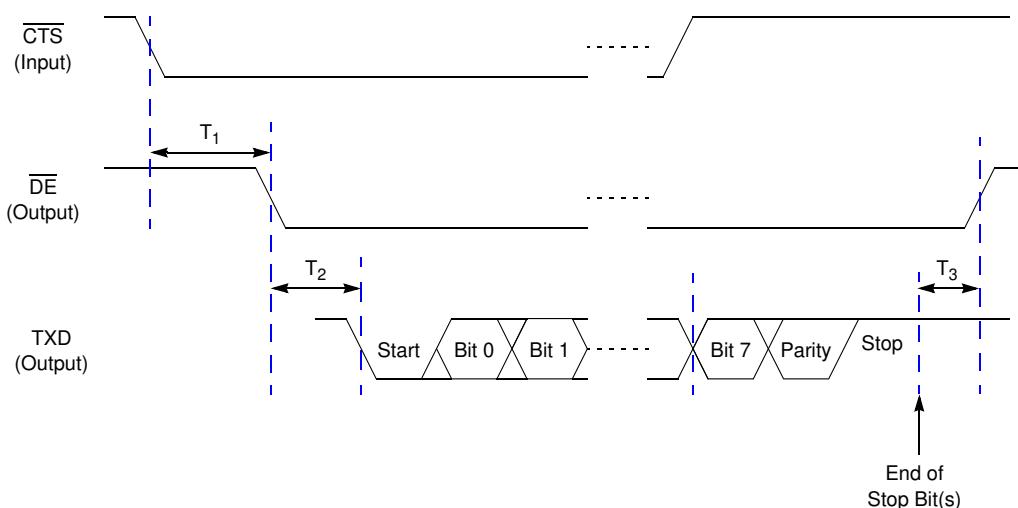 CTS
(Input)
T1
DE
(Output)
T2
T3
TXD
(Output)
Start
Bit 0
Bit 1
Bit 7
Parity
Stop
End of
Stop Bit(s)